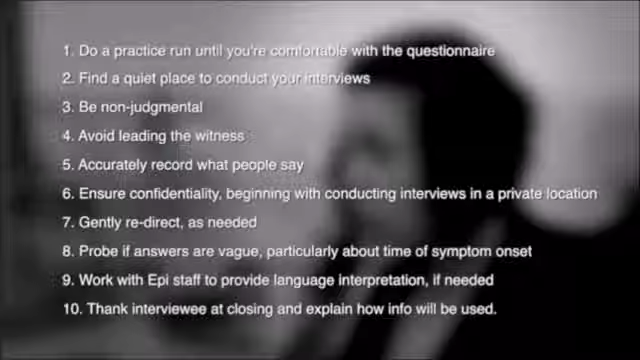 1. Do a practice run until you're comfortable with the questionnaire
2. Find a quiet place to conduct your interviews
3. Be non-judgmental
4. Avoid leading the witness
5. Accurately record what people say
6. Ensure confidentiality, beginning with conducting interviews in a private location
7. Gently re-direct, as needed
8. Probe if answers are vague, particularly about time of symptom onset
9. Work with Epi staff to provide language interpretation, if needed
10. Thank interviewee at closing and explain how info will be used.